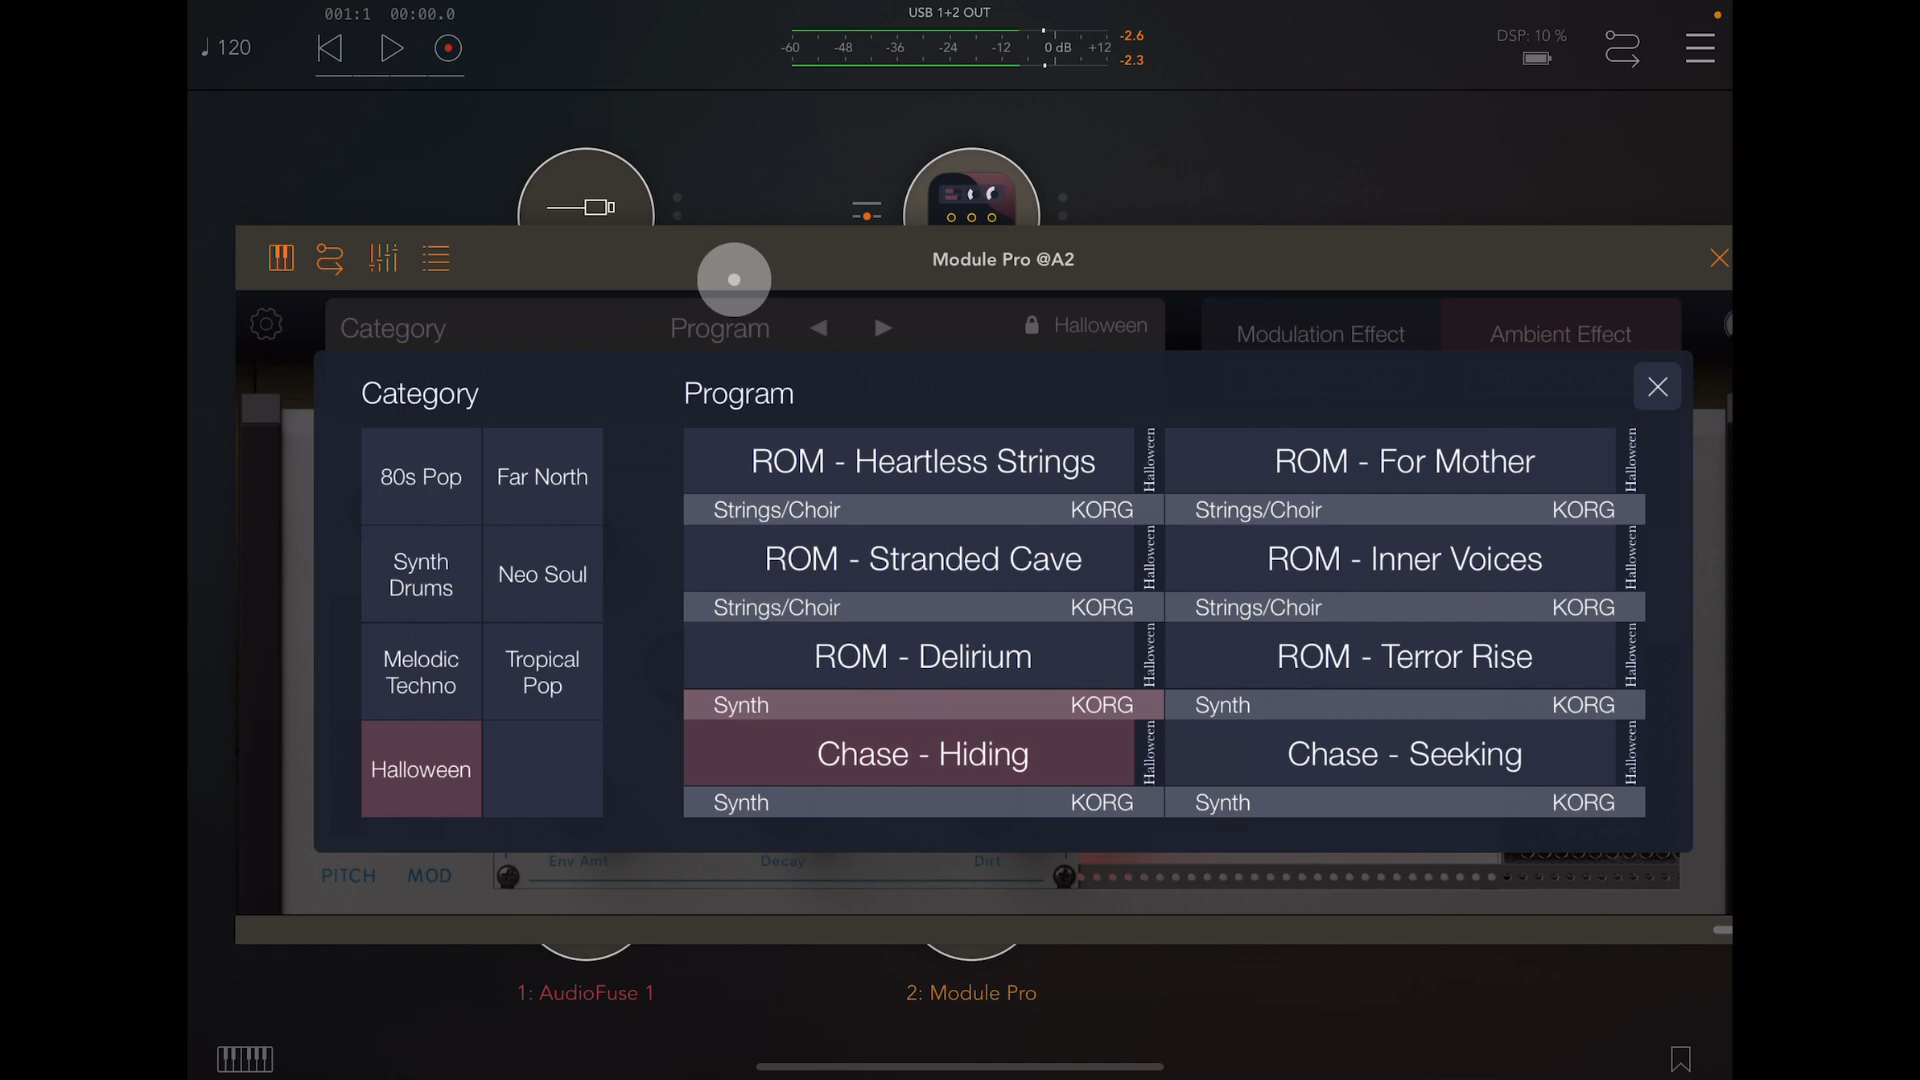 001:1 00:00.0
USB 1+2 OUT
♩ 120
-60 -48 -36 -24 -12 0 dB +12
-2.6
-2.3
DSP: 10 %
Module Pro @A2
Category
Program
Halloween
Modulation Effect
Ambient Effect
Category
Program
80s Pop
Far North
Synth
Drums
Neo Soul
Melodic
Techno
Tropical
Pop
Halloween
ROM - Heartless Strings
Halloween
Strings/Choir KORG
ROM - For Mother
Halloween
Strings/Choir KORG
ROM - Stranded Cave
Halloween
Strings/Choir KORG
ROM - Inner Voices
Halloween
Strings/Choir KORG
ROM - Delirium
Halloween
Synth KORG
ROM - Terror Rise
Halloween
Synth KORG
Chase - Hiding
Halloween
Synth KORG
Chase - Seeking
Halloween
Synth KORG
PITCH MOD
Env Amt
Decay
Dirt
1: AudioFuse 1
2: Module Pro